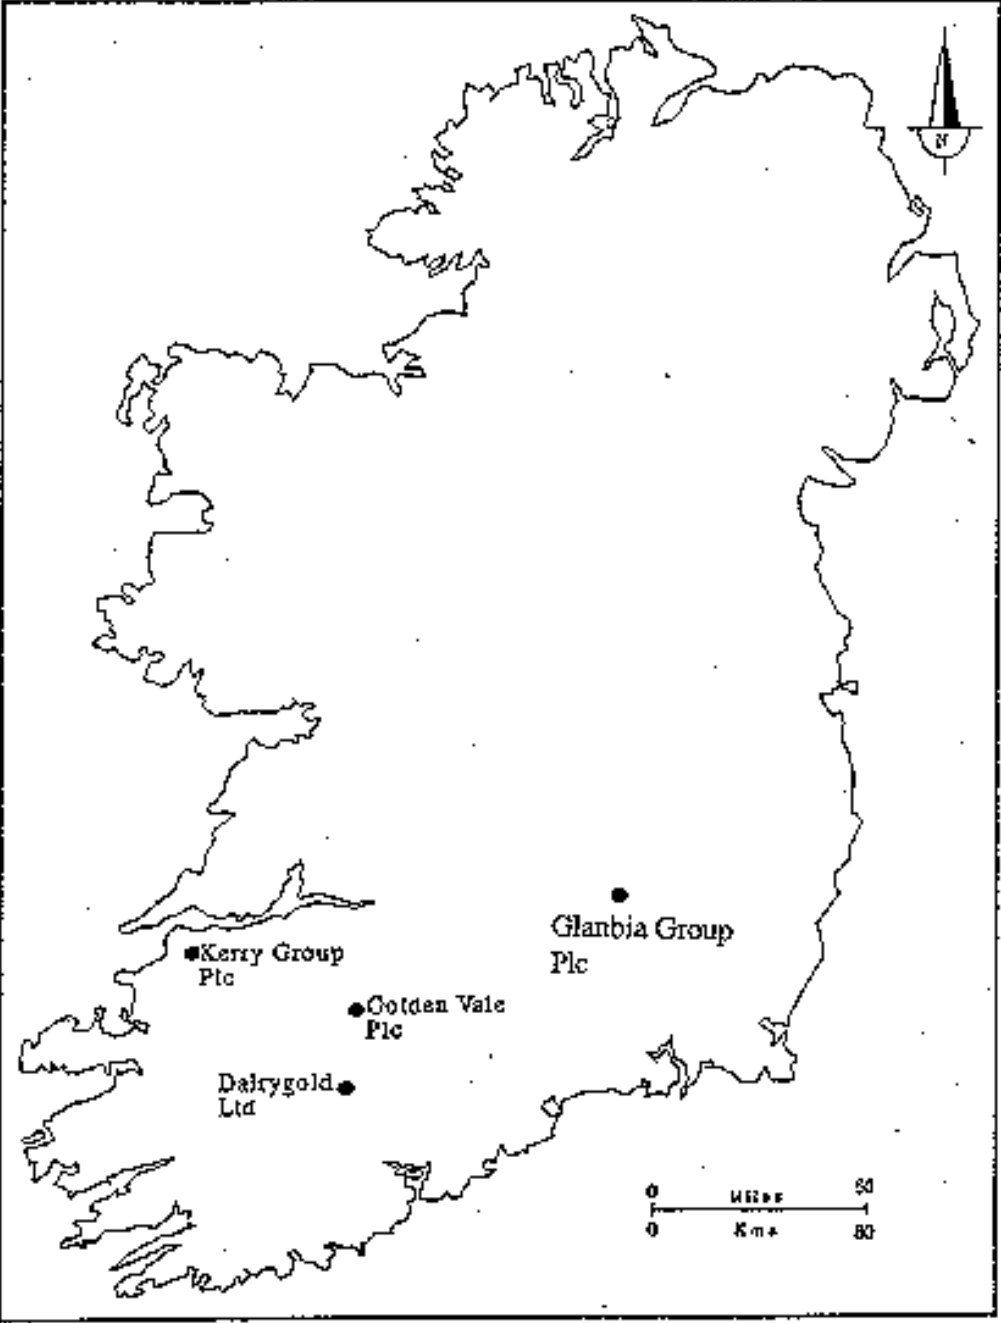 N
Glanbia Group
Plc
Kerry Group
Plc
Golden Vale
Plc
Dairygold
Ltd
0 Miles 50
0 Kms 80